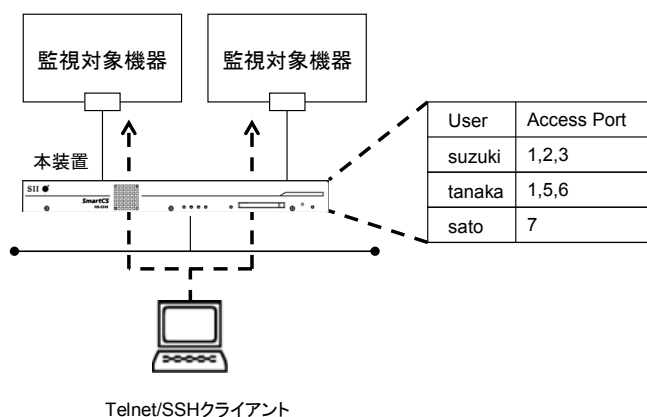 監視対象機器
監視対象機器
本装置
SII
SmartCS
NS-2240
User Access Port
suzuki 1,2,3
tanaka 1,5,6
sato 7
Telnet/SSHクライアント